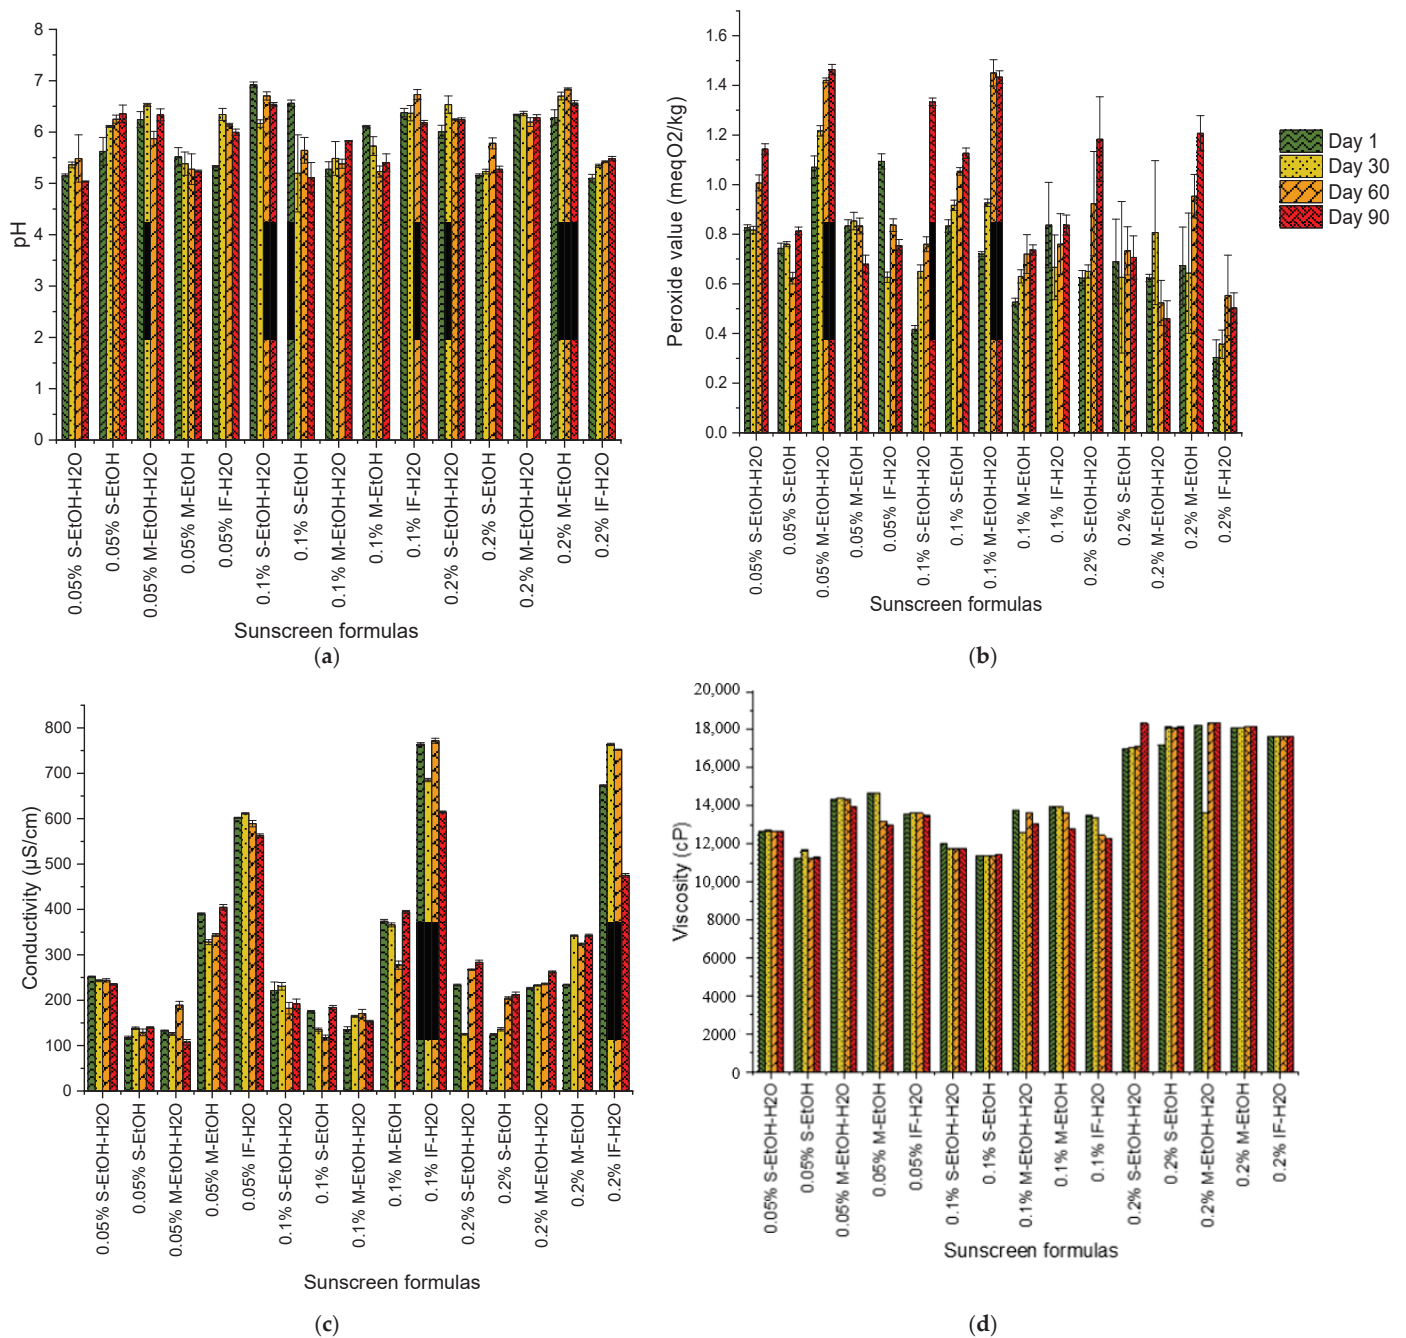 8
7
6
5
4
3
2
1
0
pH
0.05% S-EtOH-H2O
0.05% S-EtOH
0.05% M-EtOH-H2O
0.05% M-EtOH
0.05% IF-H2O
0.1% S-EtOH-H2O
0.1% S-EtOH
0.1% M-EtOH-H2O
0.1% M-EtOH
0.1% IF-H2O
0.2% S-EtOH-H2O
0.2% S-EtOH
0.2% M-EtOH-H2O
0.2% M-EtOH
0.2% IF-H2O
Sunscreen formulas
(a)
1.6
1.4
1.2
1.0
0.8
0.6
0.4
0.2
0.0
Peroxide value (meqO2/kg)
0.05% S-EtOH-H2O
0.05% S-EtOH
0.05% M-EtOH-H2O
0.05% M-EtOH
0.05% IF-H2O
0.1% S-EtOH-H2O
0.1% S-EtOH
0.1% M-EtOH-H2O
0.1% M-EtOH
0.1% IF-H2O
0.2% S-EtOH-H2O
0.2% S-EtOH
0.2% M-EtOH-H2O
0.2% M-EtOH
0.2% IF-H2O
Sunscreen formulas
(b)
Day 1
Day 30
Day 60
Day 90
800
700
600
500
400
300
200
100
0
Conductivity (µS/cm)
0.05% S-EtOH-H2O
0.05% S-EtOH
0.05% M-EtOH-H2O
0.05% M-EtOH
0.05% IF-H2O
0.1% S-EtOH-H2O
0.1% S-EtOH
0.1% M-EtOH-H2O
0.1% M-EtOH
0.1% IF-H2O
0.2% S-EtOH-H2O
0.2% S-EtOH
0.2% M-EtOH-H2O
0.2% M-EtOH
0.2% IF-H2O
Sunscreen formulas
(c)
20,000
18,000
16,000
14,000
12,000
10,000
8000
6000
4000
2000
0
Viscosity (cP)
0.05% S-EtOH-H2O
0.05% S-EtOH
0.05% M-EtOH-H2O
0.05% M-EtOH
0.05% IF-H2O
0.1% S-EtOH-H2O
0.1% S-EtOH
0.1% M-EtOH-H2O
0.1% M-EtOH
0.1% IF-H2O
0.2% S-EtOH-H2O
0.2% S-EtOH
0.2% M-EtOH-H2O
0.2% M-EtOH
0.2% IF-H2O
Sunscreen formulas
(d)